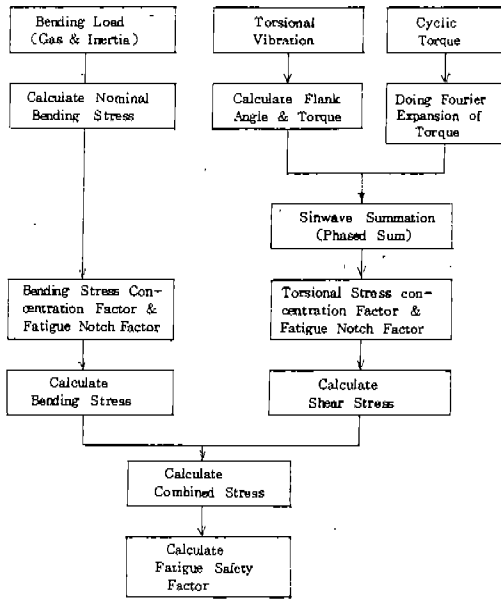 Bending Load
(Gas & Inertia)
Torsional
Vibration
Cyclic
Torque
Calculate Nominal
Bending Stress
Calculate Flank
Angle & Torque
Doing Fourier
Expansion of
Torque
Sinwave Summation
(Phased Sum)
Bending Stress Con-
centration Factor &
Fatigue Notch Factor
Torsional Stress con-
centration Factor &
Fatigue Notch Factor
Calculate
Bending Stress
Calculate
Shear Stress
Calculate
Combined Stress
Calculate
Fatigue Safety
Factor